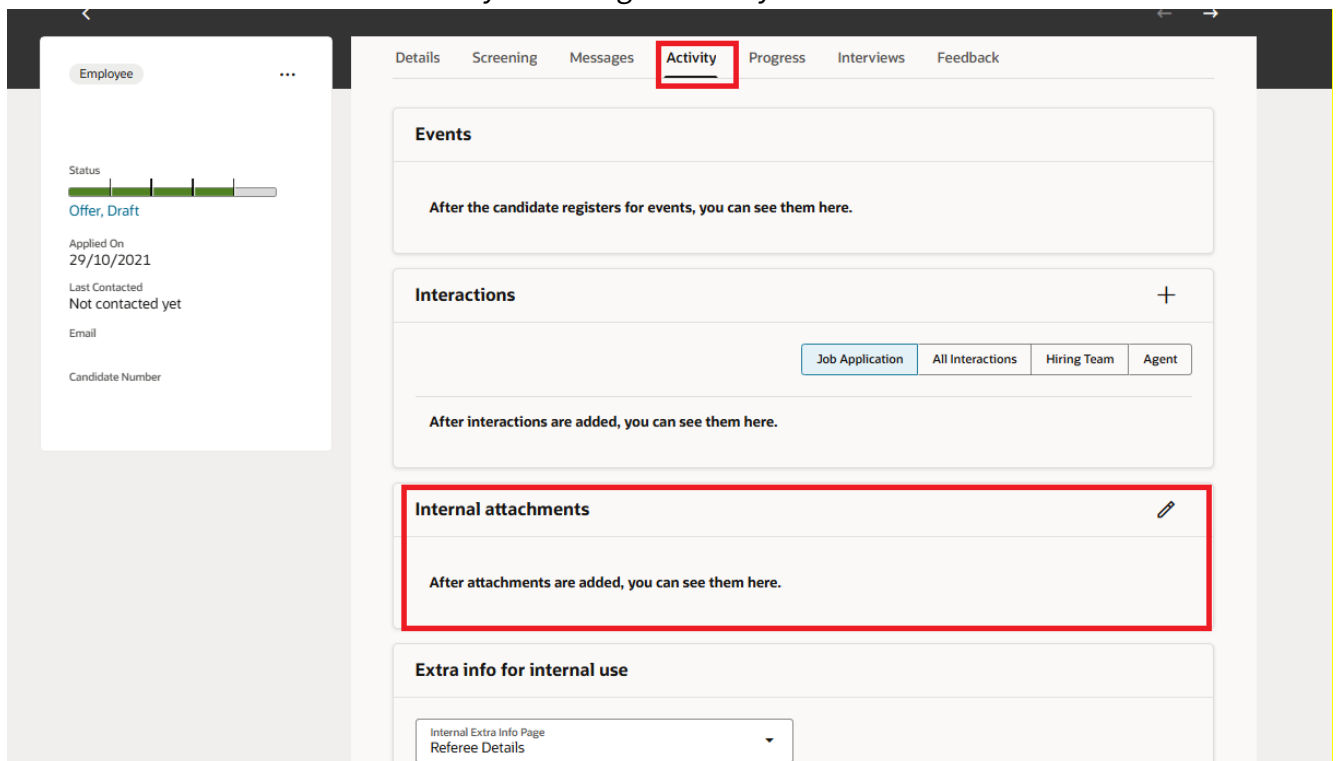 Employee
...
Status
Offer, Draft
Applied On
29/10/2021
Last Contacted
Not contacted yet
Email
Candidate Number
Details Screening Messages Activity Progress Interviews Feedback
Events
After the candidate registers for events, you can see them here.
Interactions
Job Application All Interactions Hiring Team Agent
After interactions are added, you can see them here.
Internal attachments
After attachments are added, you can see them here.
Extra info for internal use
Internal Extra Info Page
Referee Details